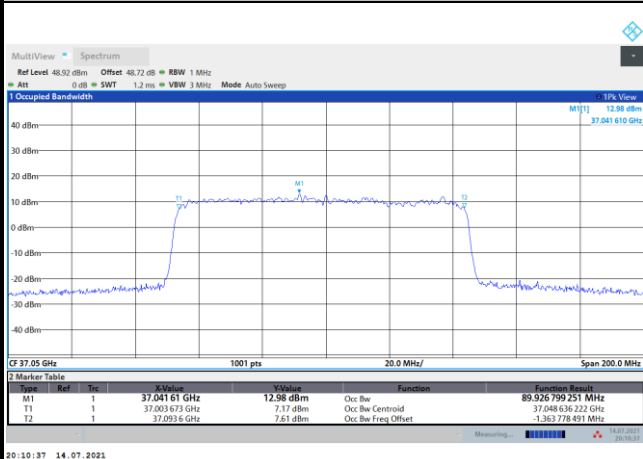 MultiView Spectrum
Ref Level 48.92 dBm Offset 48.72 dB RBW 1 MHz
Att 0 dB SWT 1.2 ms VBW 3 MHz Mode Auto Sweep
1 Occupied Bandwidth 1Pk View
M1[1] 12.98 dBm
37.041 610 GHz
40 dBm
30 dBm
20 dBm
M1
T1 T2
10 dBm
0 dBm
-10 dBm
-20 dBm
-30 dBm
-40 dBm
CF 37.05 GHz 1001 pts 20.0 MHz/ Span 200.0 MHz
2 Marker Table
Type Ref Trc X-Value Y-Value Function Function Result
M1 1 37.041 61 GHz 12.98 dBm Occ Bw 89.926 799 251 MHz
T1 1 37.003 673 GHz 7.17 dBm Occ Bw Centroid 37.048 636 222 GHz
T2 1 37.093 6 GHz 7.61 dBm Occ Bw Freq Offset -1.363 778 491 MHz
Measuring... 14.07.2021
20:10:37
20:10:37 14.07.2021